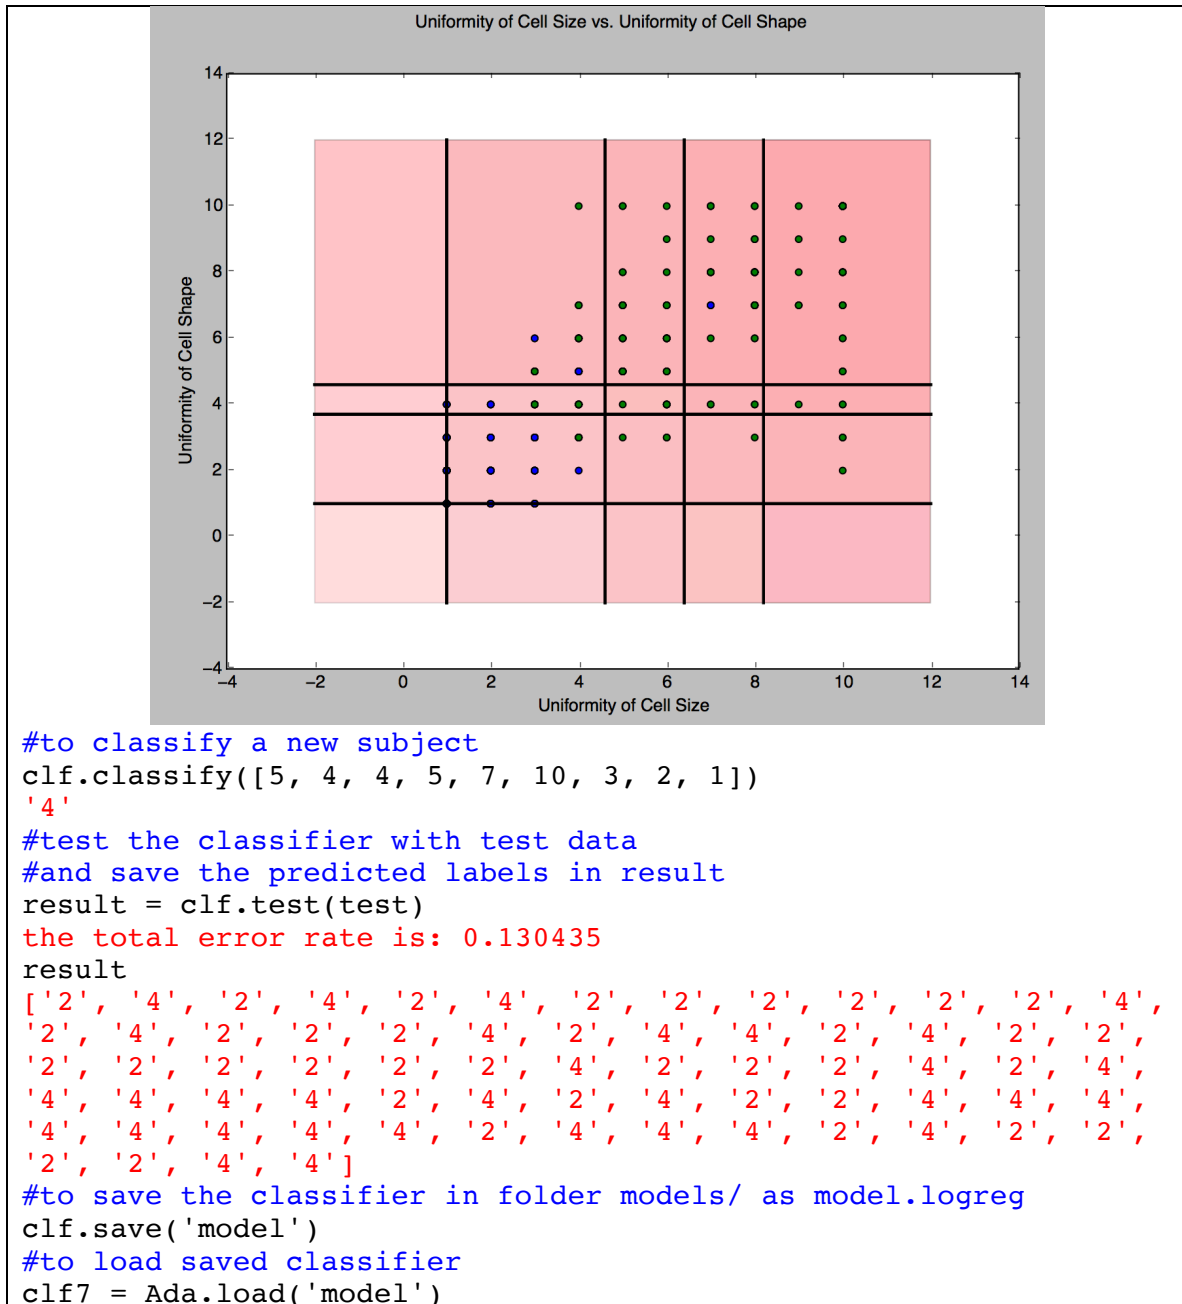 Uniformity of Cell Size vs. Uniformity of Cell Shape
14
12
10
8
6
4
2
0
−2
−4
Uniformity of Cell Shape
−4 −2 0 2 4 6 8 10 12 14
Uniformity of Cell Size
#to classify a new subject
clf.classify([5, 4, 4, 5, 7, 10, 3, 2, 1])
'4'
#test the classifier with test data
#and save the predicted labels in result
result = clf.test(test)
the total error rate is: 0.130435
result
['2', '4', '2', '4', '2', '4', '2', '2', '2', '2', '2', '2', '4',
'2', '4', '2', '2', '2', '4', '2', '4', '4', '2', '4', '2', '2',
'2', '2', '2', '2', '2', '2', '4', '2', '2', '2', '4', '2', '4',
'4', '4', '4', '4', '2', '4', '2', '4', '2', '2', '4', '4', '4',
'4', '4', '4', '4', '4', '2', '4', '4', '4', '2', '4', '2', '2',
'2', '2', '4', '4']
#to save the classifier in folder models/ as model.logreg
clf.save('model')
#to load saved classifier
clf7 = Ada.load('model')